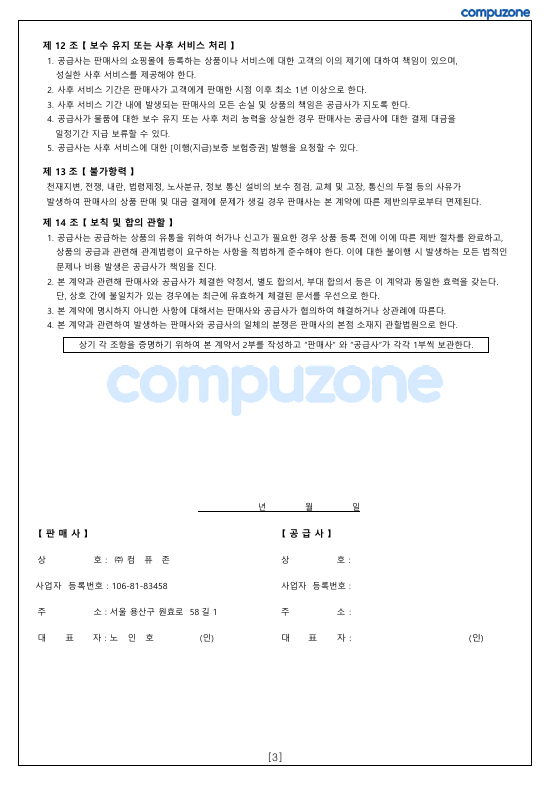 compuzone
제 12 조 【 보수 유지 또는 사후 서비스 처리 】
1. 공급사는 판매사의 쇼핑몰에 등록하는 상품이나 서비스에 대한 고객의 이의 제기에 대하여 책임이 있으며,
성실한 사후 서비스를 제공해야 한다.
2. 사후 서비스 기간은 판매사가 고객에게 판매한 시점 이후 최소 1년 이상으로 한다.
3. 사후 서비스 기간 내에 발생되는 판매사의 모든 손실 및 상품의 책임은 공급사가 지도록 한다.
4. 공급사가 물품에 대한 보수 유지 또는 사후 처리 능력을 상실한 경우 판매사는 공급사에 대한 결제 대금을
일정기간 지급 보류할 수 있다.
5. 공급사는 사후 서비스에 대한 [이행(지급)보증 보험증권] 발행을 요청할 수 있다.
제 13 조 【 불가항력 】
천재지변, 전쟁, 내란, 법령제정, 노사분규, 정보 통신 설비의 보수 점검, 교체 및 고장, 통신의 두절 등의 사유가
발생하여 판매사의 상품 판매 및 대금 결제에 문제가 생길 경우 판매사는 본 계약에 따른 제반의무로부터 면제된다.
제 14 조 【 보칙 및 합의 관할 】
1. 공급사는 공급하는 상품의 유통을 위하여 허가나 신고가 필요한 경우 상품 등록 전에 이에 따른 제반 절차를 완료하고,
상품의 공급과 관련해 관계법령이 요구하는 사항을 적법하게 준수해야 한다. 이에 대한 불이행 시 발생하는 모든 법적인
문제나 비용 발생은 공급사가 책임을 진다.
2. 본 계약과 관련해 판매사와 공급사가 체결한 약정서, 별도 합의서, 부대 합의서 등은 이 계약과 동일한 효력을 갖는다.
단, 상호 간에 불일치가 있는 경우에는 최근에 유효하게 체결된 문서를 우선으로 한다.
3. 본 계약에 명시하지 아니한 사항에 대해서는 판매사와 공급사가 협의하여 해결하거나 상관례에 따른다.
4. 본 계약과 관련하여 발생하는 판매사와 공급사의 일체의 분쟁은 판매사의 본점 소재지 관할법원으로 한다.
상기 각 조항을 증명하기 위하여 본 계약서 2부를 작성하고 "판매사" 와 "공급사"가 각각 1부씩 보관한다.
compuzone
년 월 일
【 판 매 사 】 【 공 급 사 】
상 호 : ㈜ 컴 퓨 존 상 호 :
사업자 등록번호 : 106-81-83458 사업자 등록번호 :
주 소 : 서울 용산구 원효로 58 길 1 주 소 :
대 표 자 : 노 인 호 (인) 대 표 자 : (인)
[3]